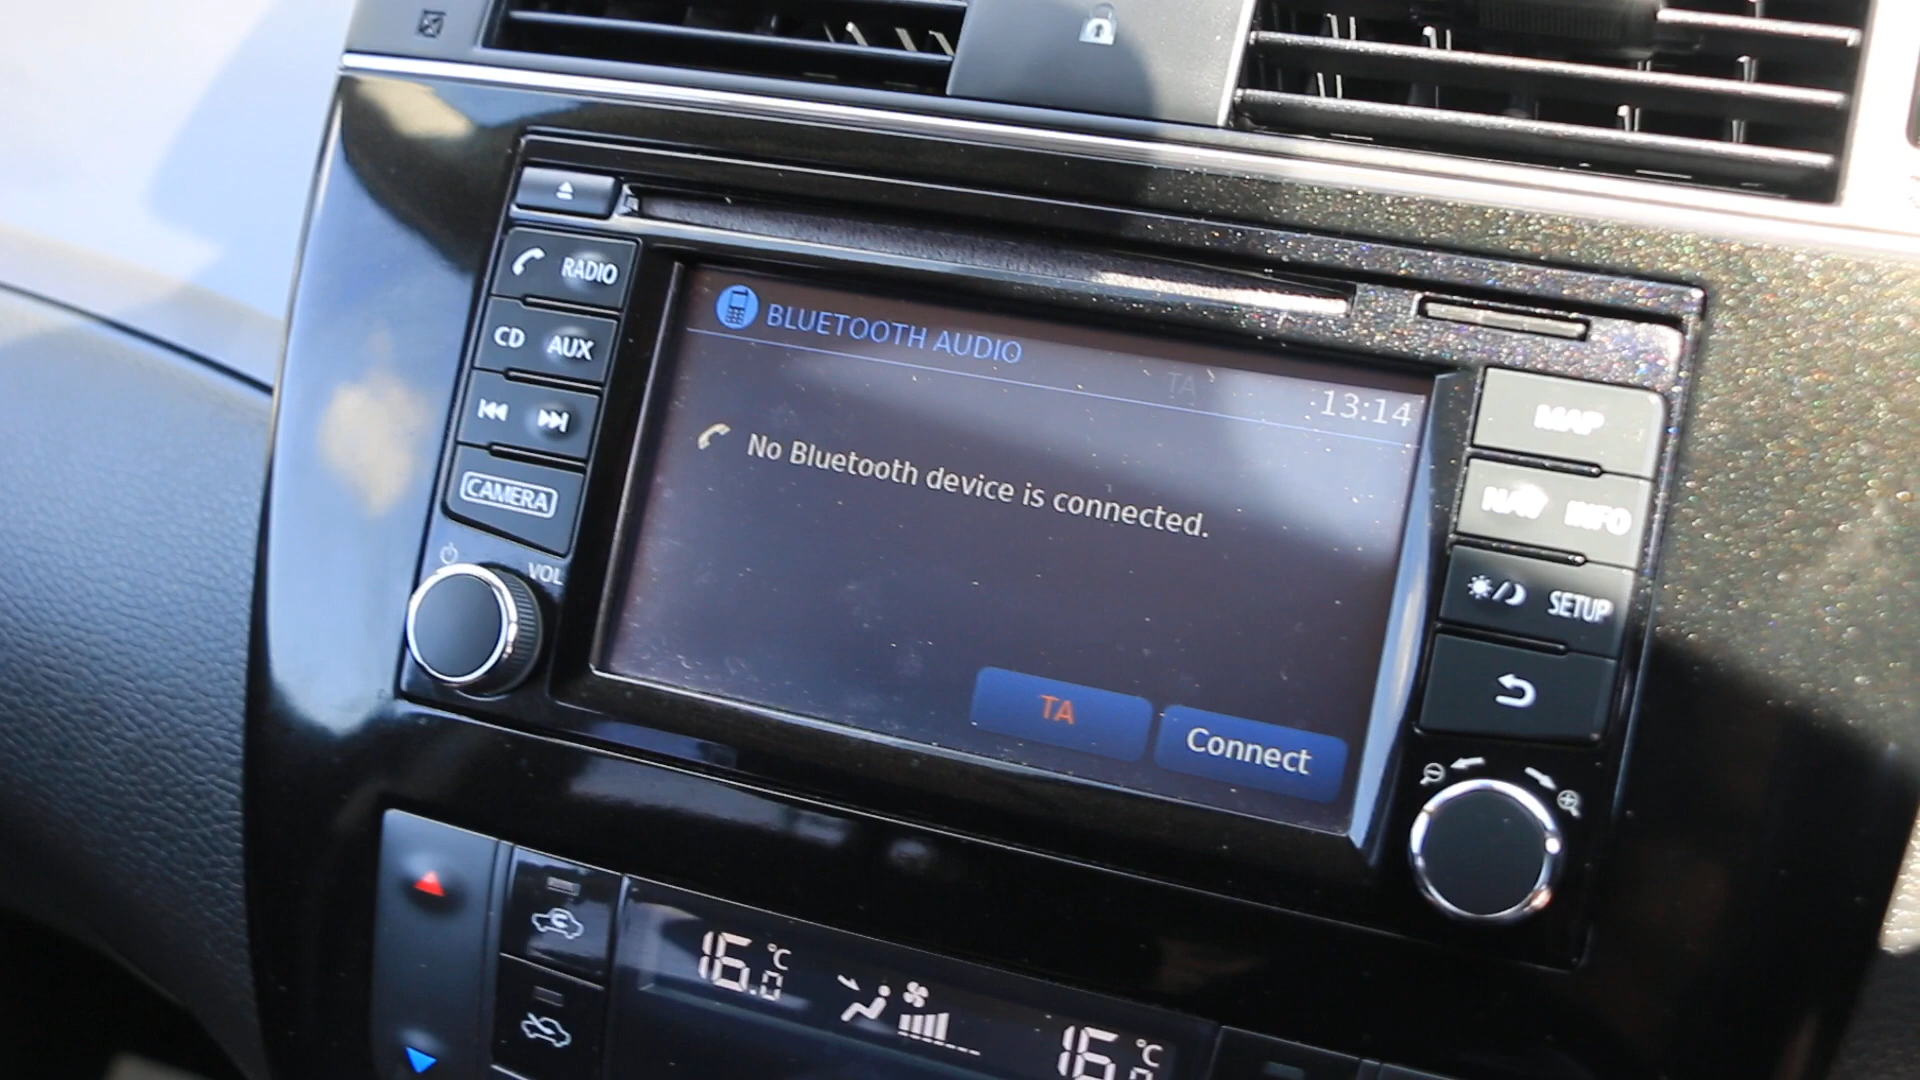 RADIO
CD AUX
CAMERA
VOL
BLUETOOTH AUDIO
TA
13:14
No Bluetooth device is connected.
TA
Connect
MAP
NAV INFO
SETUP
16.0 °C
16.0 °C